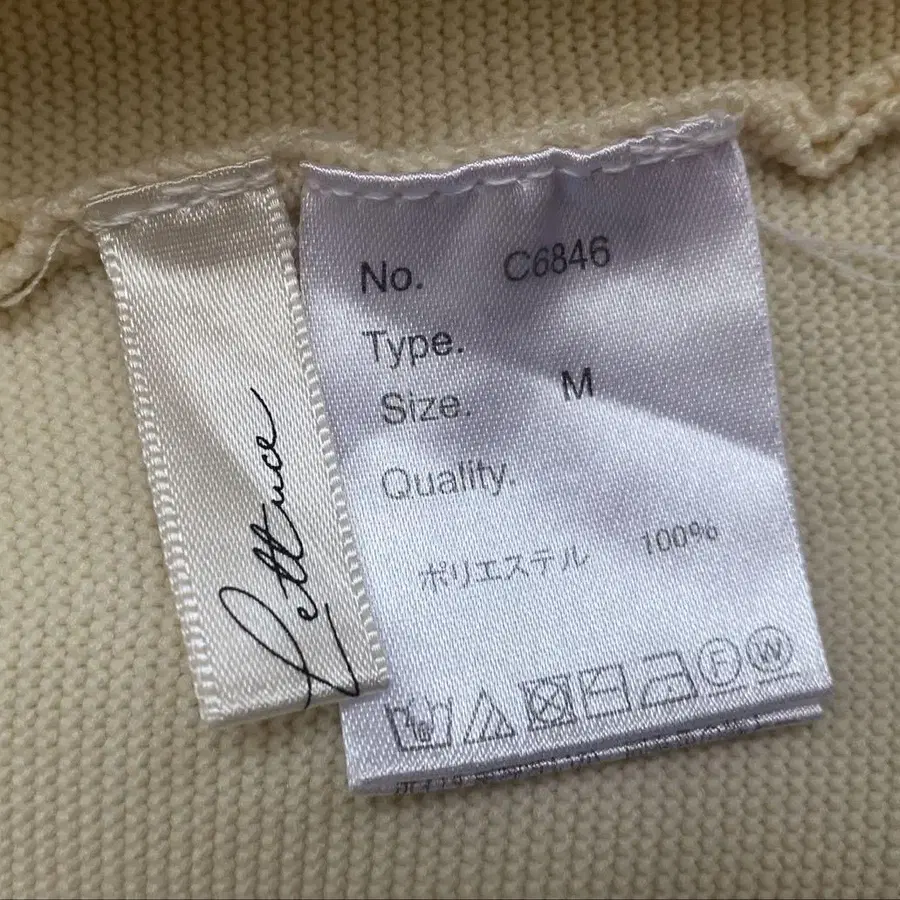 Lettuce
No. C6846
Type.
Size. M
Quality.
ポリエステル 100%
F W